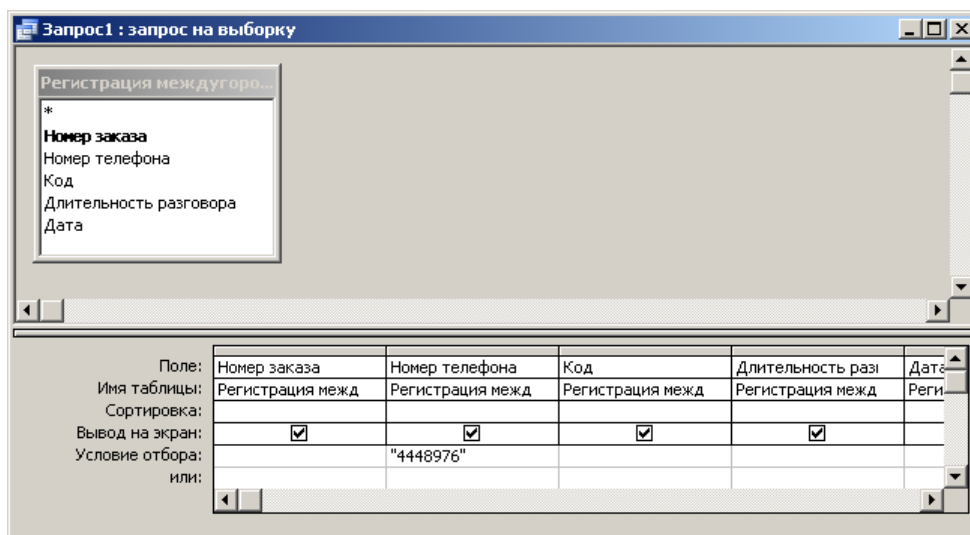 Запрос1 : запрос на выборку
Регистрация междугоро...
*
Номер заказа
Номер телефона
Код
Длительность разговора
Дата
Поле: Номер заказа Номер телефона Код Длительность разі Дата
Имя таблицы: Регистрация межд Регистрация межд Регистрация межд Регистрация межд Реги
Сортировка:
Вывод на экран:
Условие отбора: "4448976"
или: